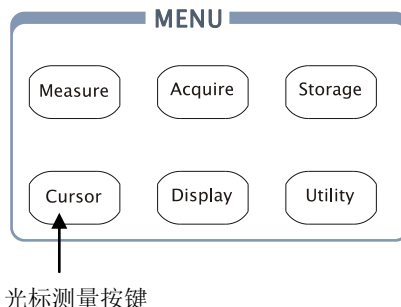 MENU
Measure Acquire Storage
Cursor Display Utility
光标测量按键